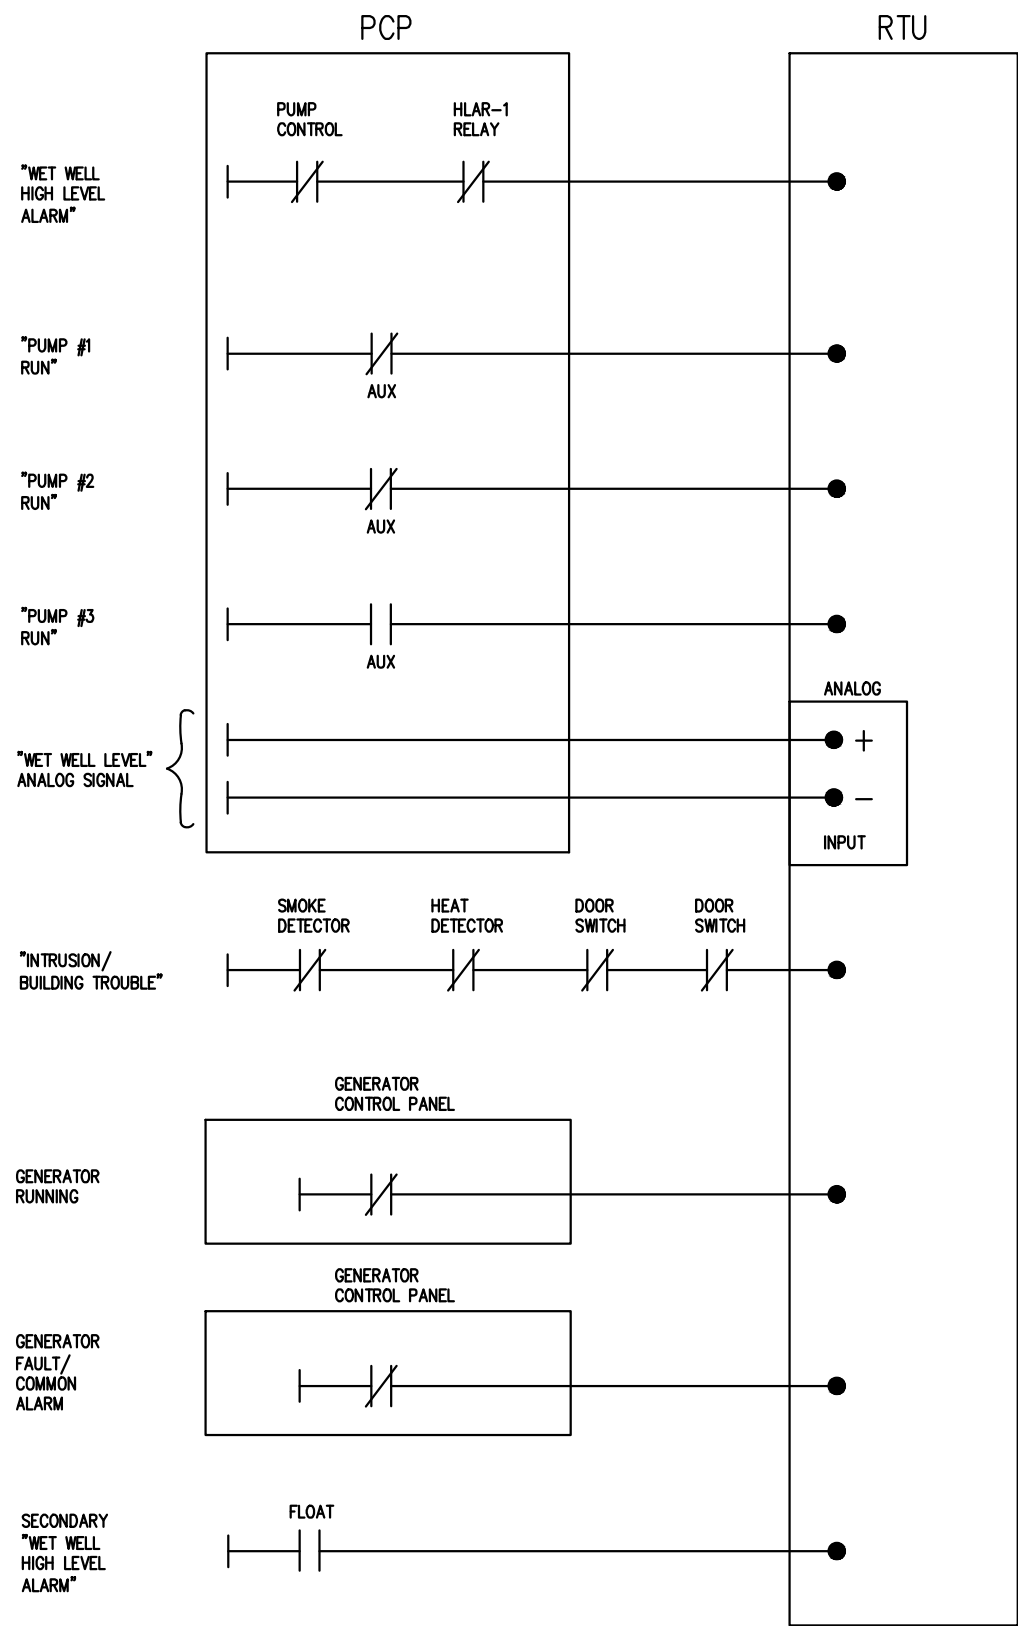 PCP
RTU
PUMP
CONTROL
HLAR-1
RELAY
"WET WELL
HIGH LEVEL
ALARM"
"PUMP #1
RUN"
AUX
"PUMP #2
RUN"
AUX
"PUMP #3
RUN"
AUX
ANALOG
+
"WET WELL LEVEL"
ANALOG SIGNAL
−
INPUT
SMOKE
DETECTOR
HEAT
DETECTOR
DOOR
SWITCH
DOOR
SWITCH
"INTRUSION/
BUILDING TROUBLE"
GENERATOR
CONTROL PANEL
GENERATOR
RUNNING
GENERATOR
CONTROL PANEL
GENERATOR
FAULT/
COMMON
ALARM
FLOAT
SECONDARY
"WET WELL
HIGH LEVEL
ALARM"